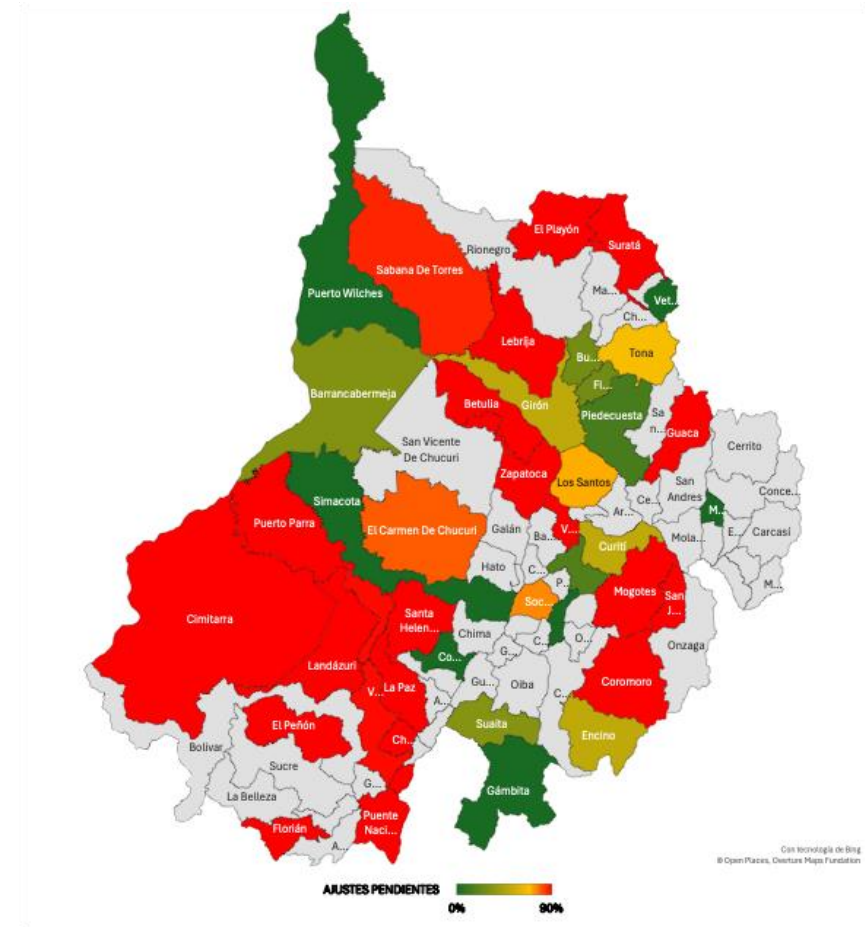 El Playón
Suratá
Rionegro
Sabana De Torres
Ma...
Puerto Wilches
Vet...
Ch...
Lebrija
Tona
Bu...
Fl...
Barrancabermeja
Betulia
Girón
Piedecuesta
Sa
n...
Guaca
San Vicente
De Chucuri
Cerrito
Zapatoca
Los Santos
San
Andres
Simacota
Ce...
Conce...
Puerto Parra
El Carmen De Chucuri
Galán
Ar...
M...
V...
Ba...
E...
Carcasí
Curití
Mola...
Hato
C...
P...
M...
Mogotes
San
J...
Soc...
Cimitarra
Santa
Helen...
Chima
C...
O...
Onzaga
G...
Co...
Landázuri
V...
La Paz
Gu...
Oiba
C...
Coromoro
A...
El Peñón
Suaita
Encino
Ch...
Bolívar
Sucre
G...
Gámbita
La Belleza
Puente
Naci...
Florián
A...
Con tecnología de Bing
© Open Places, Overture Maps Fundation
AJUSTES PENDIENTES
0%
90%